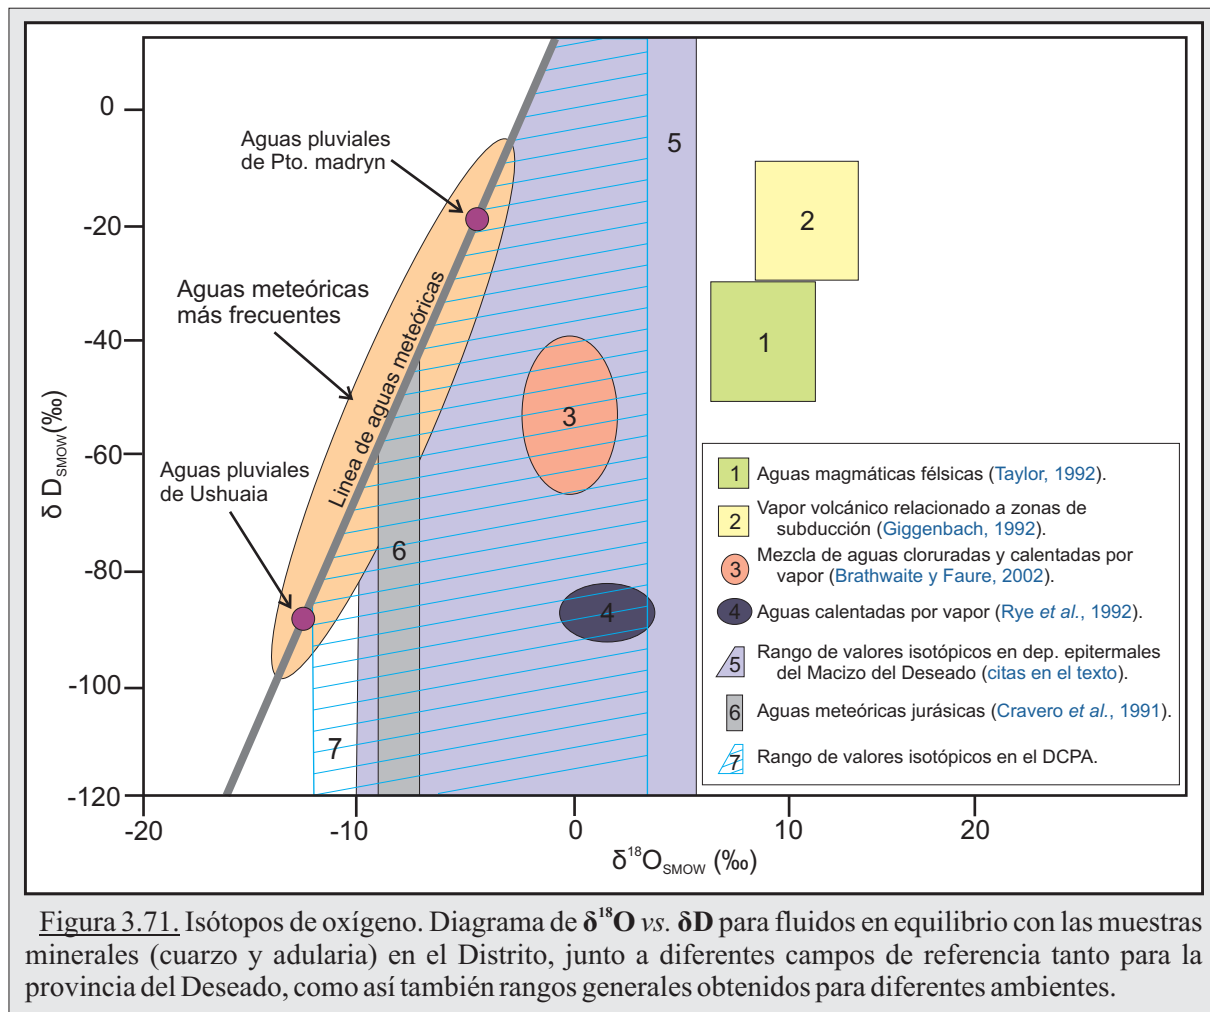 0
-20
-40
-60
-80
-100
-120
δ D SMOW (‰)
Aguas pluviales
de Pto. madryn
Aguas meteóricas
más frecuentes
Aguas pluviales
de Ushuaia
Linea de aguas meteóricas
5
2
1
3
6
4
7
1 Aguas magmáticas félsicas (Taylor, 1992).
2 Vapor volcánico relacionado a zonas de
subducción (Giggenbach, 1992).
3 Mezcla de aguas cloruradas y calentadas por
vapor (Brathwaite y Faure, 2002).
4 Aguas calentadas por vapor (Rye et al., 1992).
5 Rango de valores isotópicos en dep. epitermales
del Macizo del Deseado (citas en el texto).
6 Aguas meteóricas jurásicas (Cravero et al., 1991).
7 Rango de valores isotópicos en el DCPA.
-20 -10 0 10 20
δ¹⁸O SMOW (‰)
Figura 3.71. Isótopos de oxígeno. Diagrama de δ¹⁸O vs. δD para fluidos en equilibrio con las muestras
minerales (cuarzo y adularia) en el Distrito, junto a diferentes campos de referencia tanto para la
provincia del Deseado, como así también rangos generales obtenidos para diferentes ambientes.